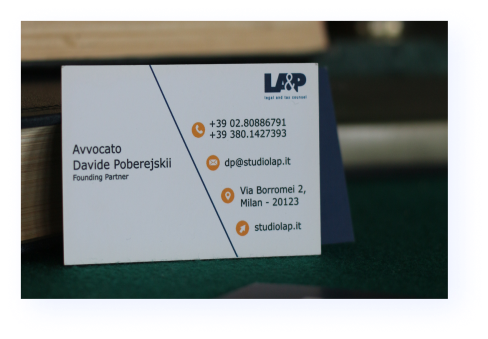 LA&P
legal and tax counsel
Avvocato
Davide Poberejskii
Founding Partner
+39 02.80886791
+39 380.1427393
dp@studiolap.it
Via Borromei 2,
Milan - 20123
studiolap.it